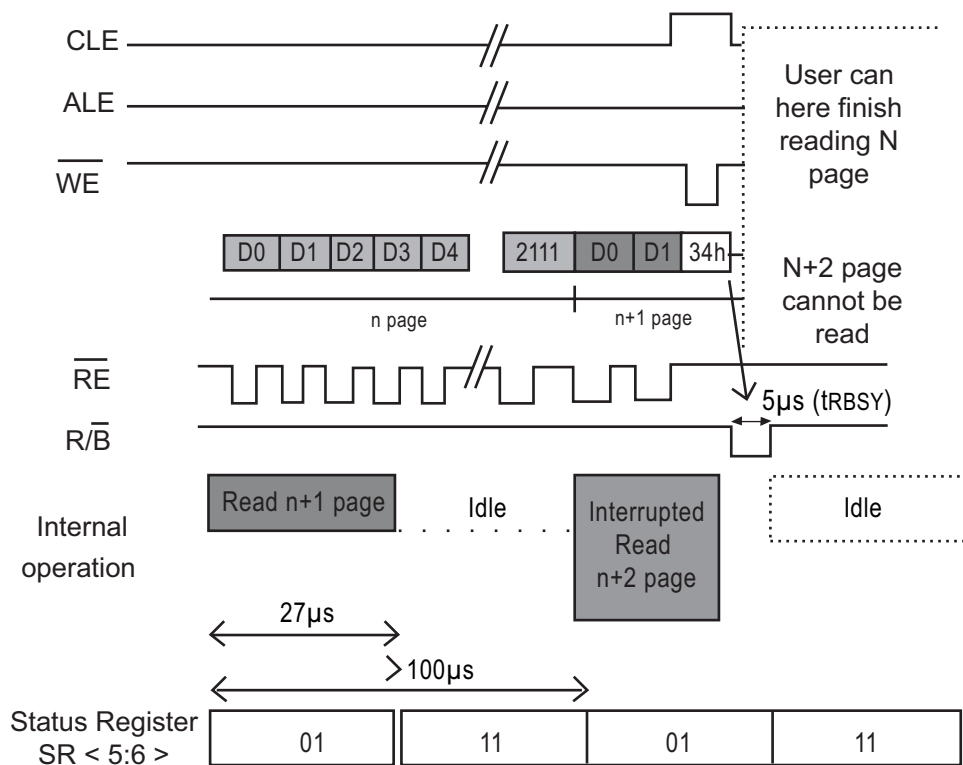 CLE
ALE
WE
User can
here finish
reading N
page
N+2 page
cannot be
read
D0 D1 D2 D3 D4 2111 D0 D1 34h
n page
n+1 page
RE
5µs (tRBSY)
R/B
Internal
operation
Read n+1 page
Idle
Interrupted
Read
n+2 page
Idle
27µs
>100µs
Status Register
SR < 5:6 >
01 11 01 11